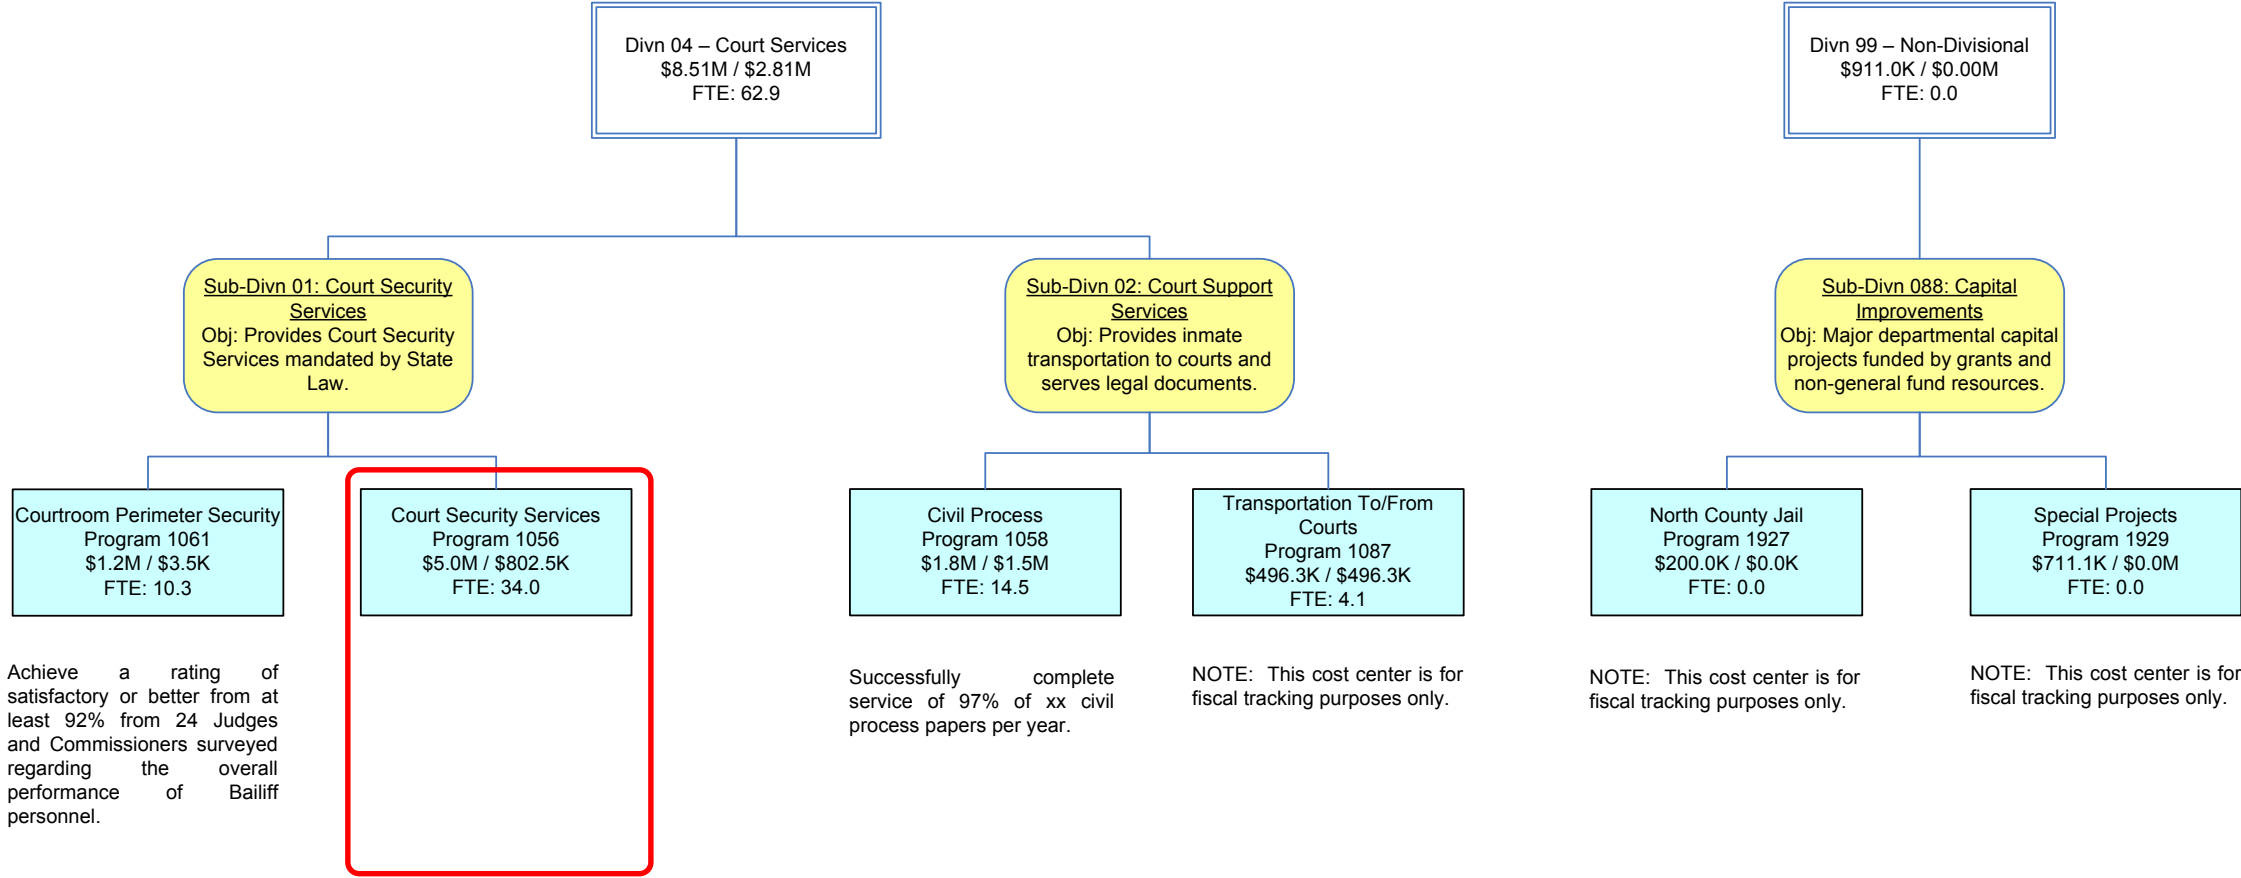 Divn 04 – Court Services
$8.51M / $2.81M
FTE: 62.9
Divn 99 – Non-Divisional
$911.0K / $0.00M
FTE: 0.0
Sub-Divn 01: Court Security
Services
Obj: Provides Court Security
Services mandated by State
Law.
Sub-Divn 02: Court Support
Services
Obj: Provides inmate
transportation to courts and
serves legal documents.
Sub-Divn 088: Capital
Improvements
Obj: Major departmental capital
projects funded by grants and
non-general fund resources.
Courtroom Perimeter Security
Program 1061
$1.2M / $3.5K
FTE: 10.3
Court Security Services
Program 1056
$5.0M / $802.5K
FTE: 34.0
Civil Process
Program 1058
$1.8M / $1.5M
FTE: 14.5
Transportation To/From
Courts
Program 1087
$496.3K / $496.3K
FTE: 4.1
North County Jail
Program 1927
$200.0K / $0.0K
FTE: 0.0
Special Projects
Program 1929
$711.1K / $0.0M
FTE: 0.0
Achieve a rating of
satisfactory or better from at
least 92% from 24 Judges
and Commissioners surveyed
regarding the overall
performance of Bailiff
personnel.
Successfully complete
service of 97% of xx civil
process papers per year.
NOTE: This cost center is for
fiscal tracking purposes only.
NOTE: This cost center is for
fiscal tracking purposes only.
NOTE: This cost center is for
fiscal tracking purposes only.